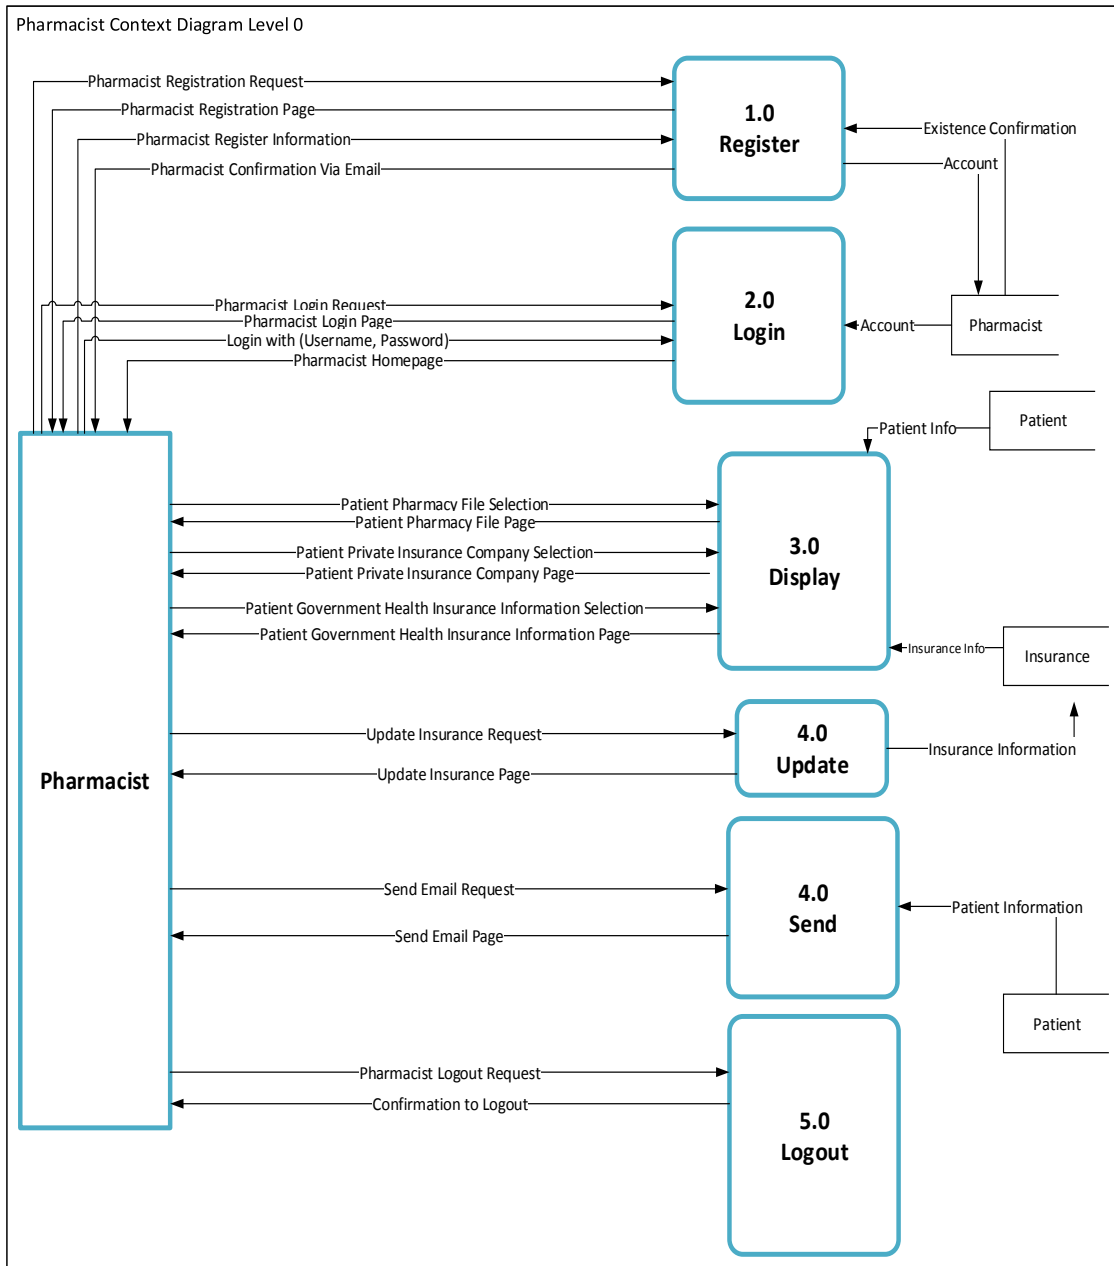 Pharmacist Context Diagram Level 0
Pharmacist Registration Request
Pharmacist Registration Page
Pharmacist Register Information
Pharmacist Confirmation Via Email
1.0
Register
Existence Confirmation
Account
Pharmacist Login Request
Pharmacist Login Page
Login with (Username, Password)
Pharmacist Homepage
2.0
Login
Account
Pharmacist
Patient
Patient Info
Patient Pharmacy File Selection
Patient Pharmacy File Page
Patient Private Insurance Company Selection
Patient Private Insurance Company Page
Patient Government Health Insurance Information Selection
Patient Government Health Insurance Information Page
3.0
Display
Insurance Info
Insurance
Pharmacist
Update Insurance Request
Update Insurance Page
4.0
Update
Insurance Information
Send Email Request
Send Email Page
4.0
Send
Patient Information
Patient
Pharmacist Logout Request
Confirmation to Logout
5.0
Logout